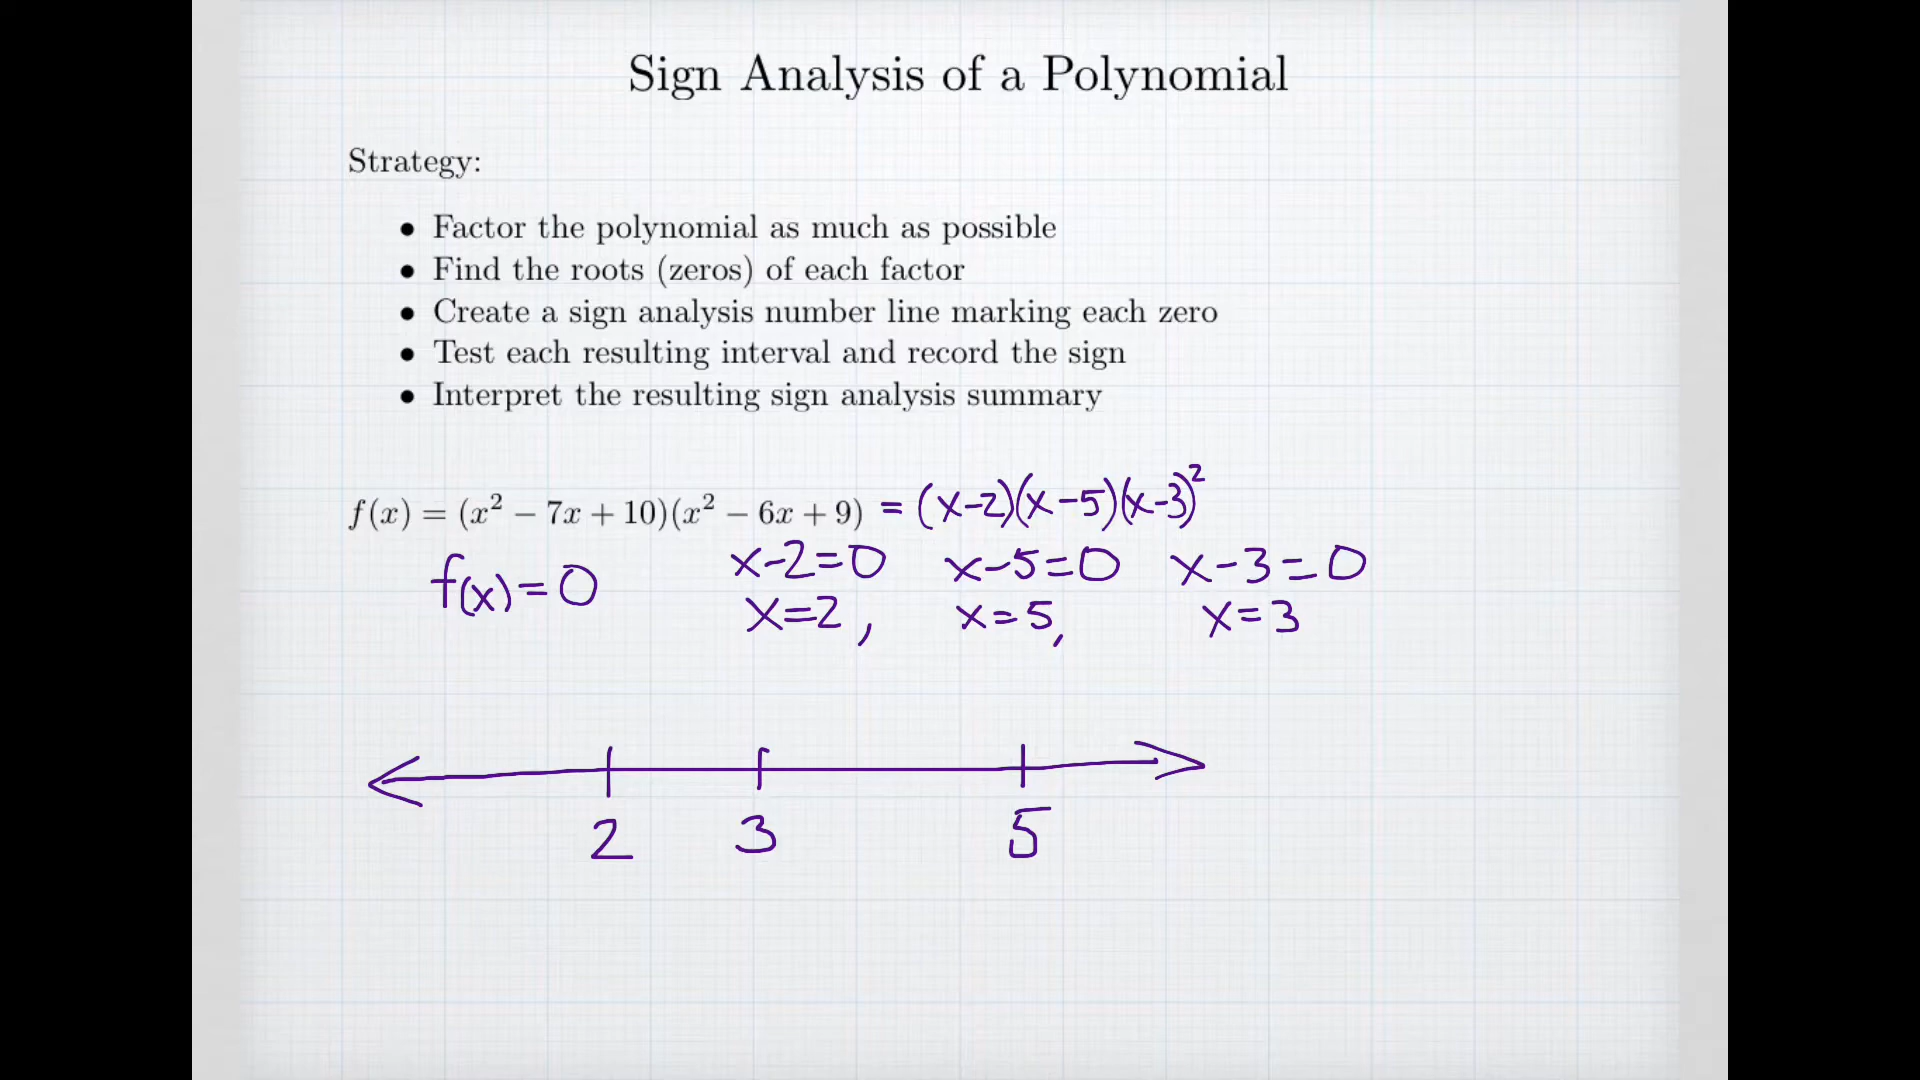 Sign Analysis of a Polynomial
Strategy:
• Factor the polynomial as much as possible
• Find the roots (zeros) of each factor
• Create a sign analysis number line marking each zero
• Test each resulting interval and record the sign
• Interpret the resulting sign analysis summary
f(x) = (x² − 7x + 10)(x² − 6x + 9) = (x-2)(x-5)(x-3)²
f(x)=0 x-2=0 x-5=0 x-3=0
x=2, x=5, x=3
2 3 5